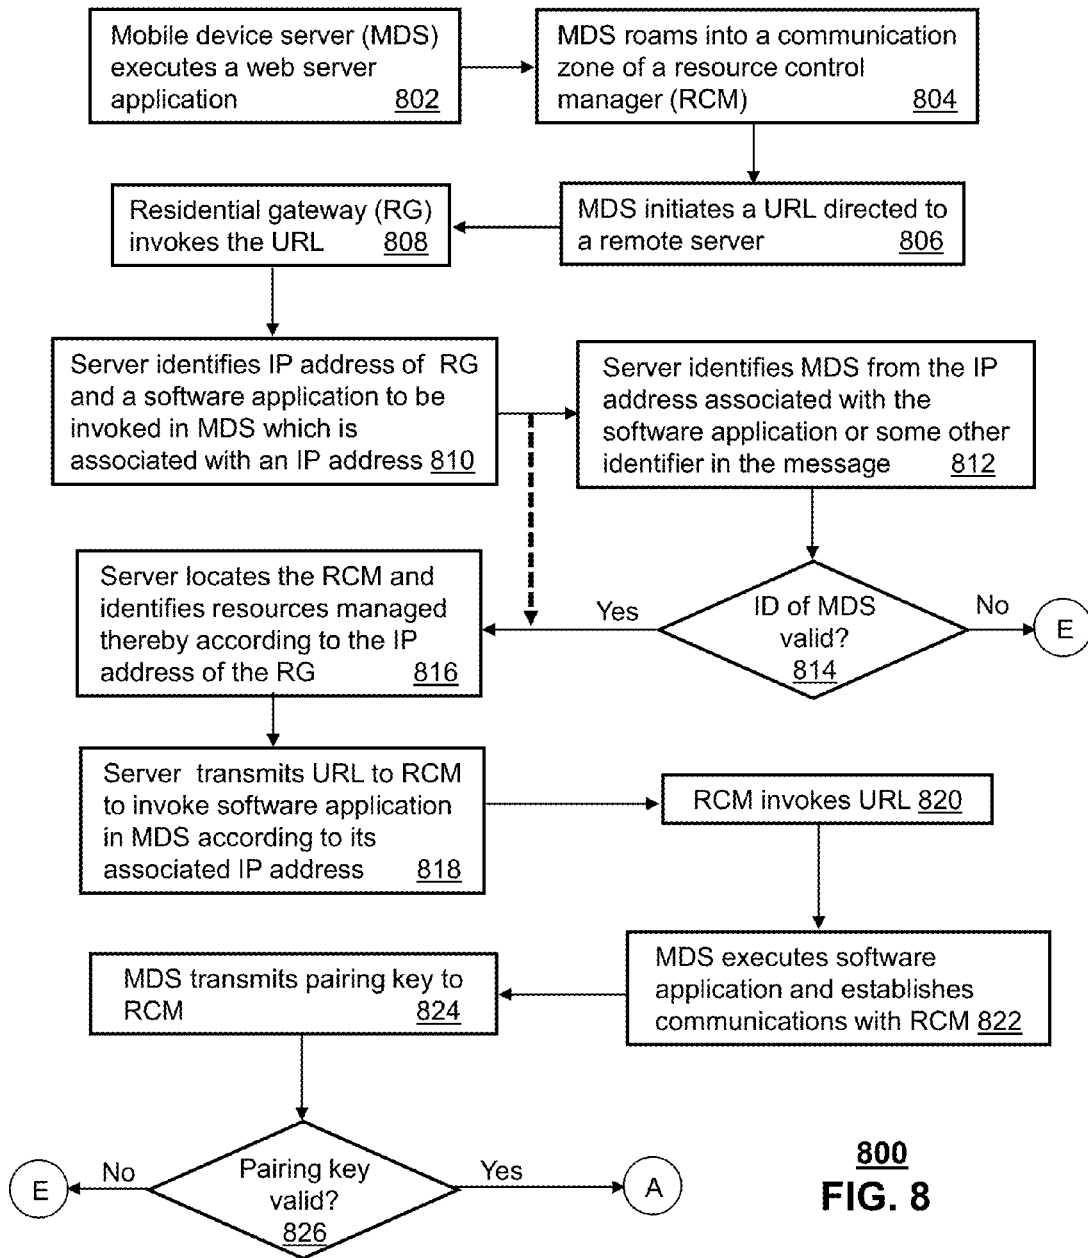 Mobile device server (MDS)
executes a web server
application 802
MDS roams into a communication
zone of a resource control
manager (RCM) 804
Residential gateway (RG)
invokes the URL 808
MDS initiates a URL directed to
a remote server 806
Server identifies IP address of RG
and a software application to be
invoked in MDS which is
associated with an IP address 810
Server identifies MDS from the IP
address associated with the
software application or some other
identifier in the message 812
Server locates the RCM and
identifies resources managed
thereby according to the IP
address of the RG 816
Yes
ID of MDS
valid?
814
No
E
Server transmits URL to RCM
to invoke software application
in MDS according to its
associated IP address 818
RCM invokes URL 820
MDS transmits pairing key to
RCM 824
MDS executes software
application and establishes
communications with RCM 822
E
No
Pairing key
valid?
826
Yes
A
800
FIG. 8